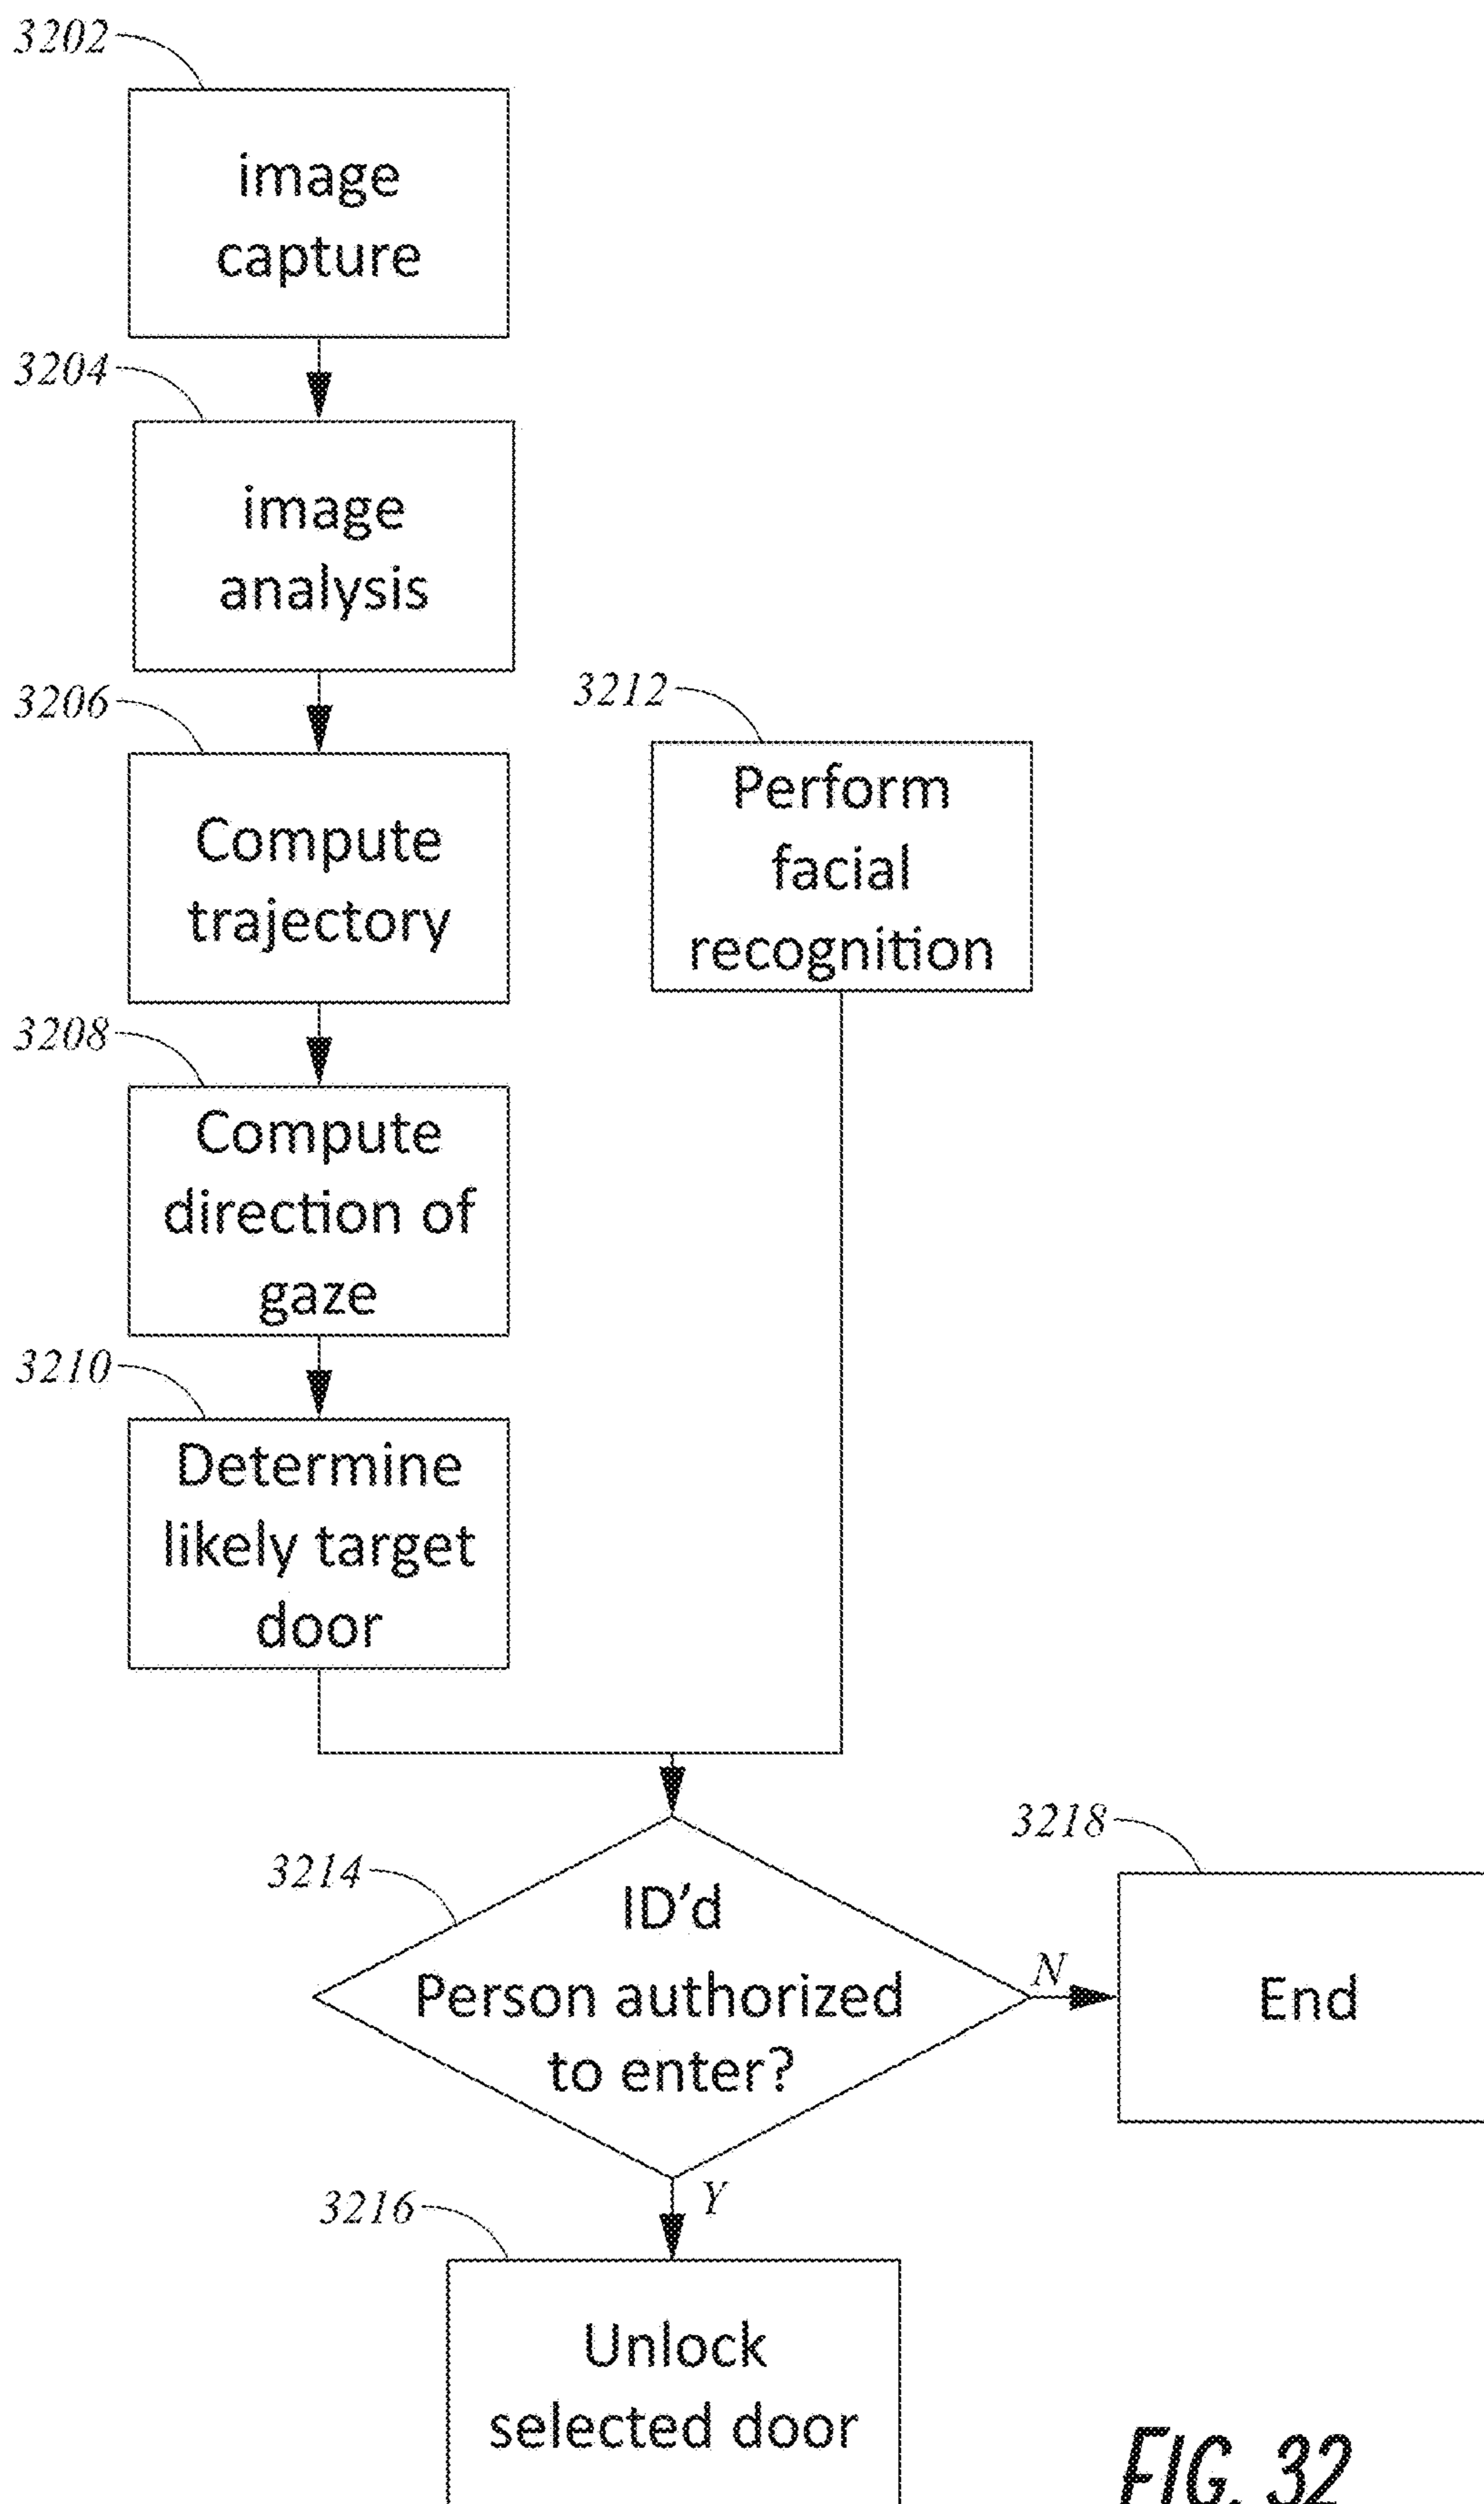 3202
image
capture
3204
image
analysis
3206
Compute
trajectory
3212
Perform
facial
recognition
3208
Compute
direction of
gaze
3210
Determine
likely target
door
3214
ID'd
Person authorized
to enter?
N
3218
End
Y
3216
Unlock
selected door
FIG. 32